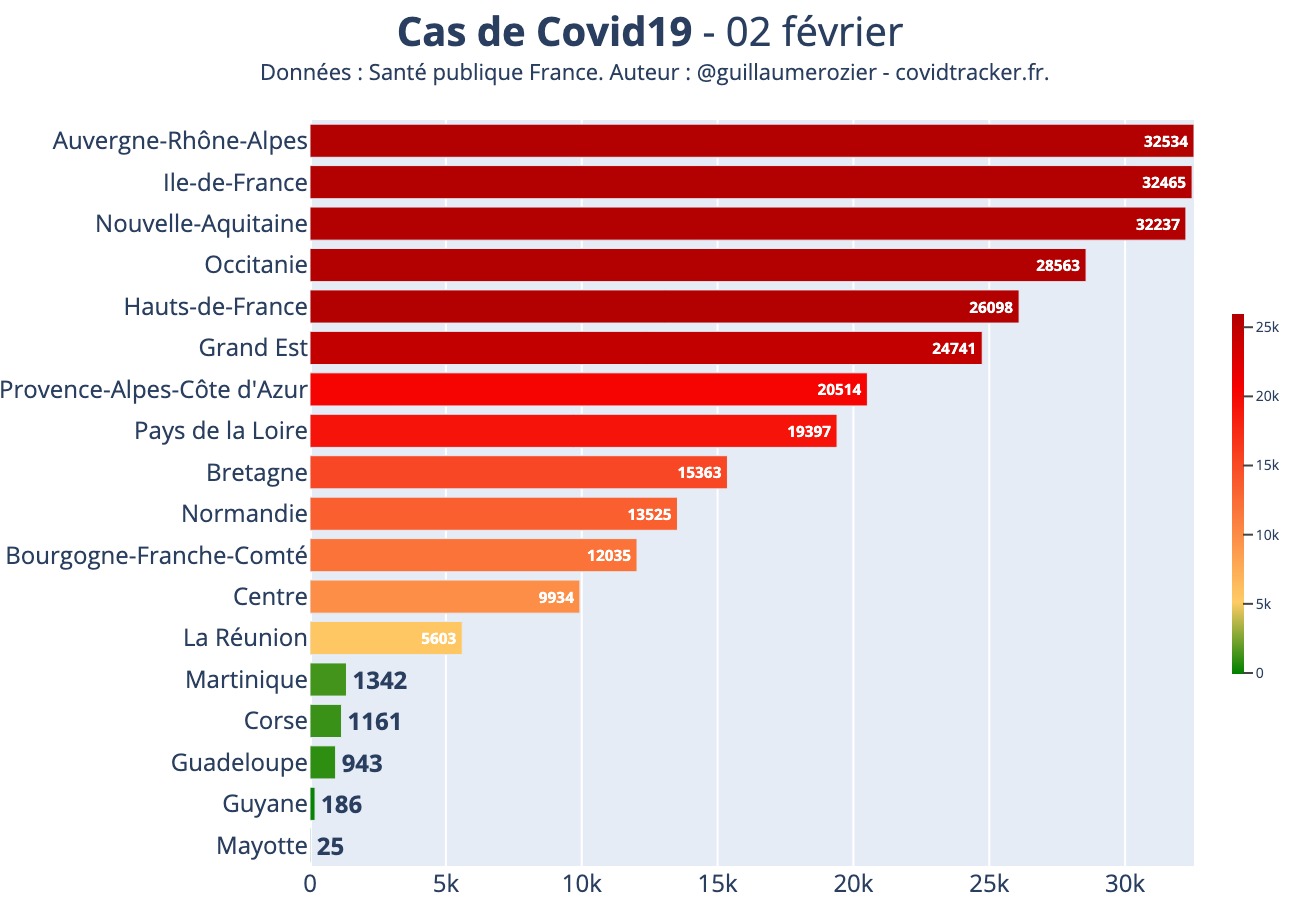 Cas de Covid19 - 02 février
Données : Santé publique France. Auteur : @guillaumerozier - covidtracker.fr.
Auvergne-Rhône-Alpes 32534
Ile-de-France 32465
Nouvelle-Aquitaine 32237
Occitanie 28563
Hauts-de-France 26098
Grand Est 24741
Provence-Alpes-Côte d'Azur 20514
Pays de la Loire 19397
Bretagne 15363
Normandie 13525
Bourgogne-Franche-Comté 12035
Centre 9934
La Réunion 5603
Martinique 1342
Corse 1161
Guadeloupe 943
Guyane 186
Mayotte 25
0 5k 10k 15k 20k 25k 30k
25k
20k
15k
10k
5k
0